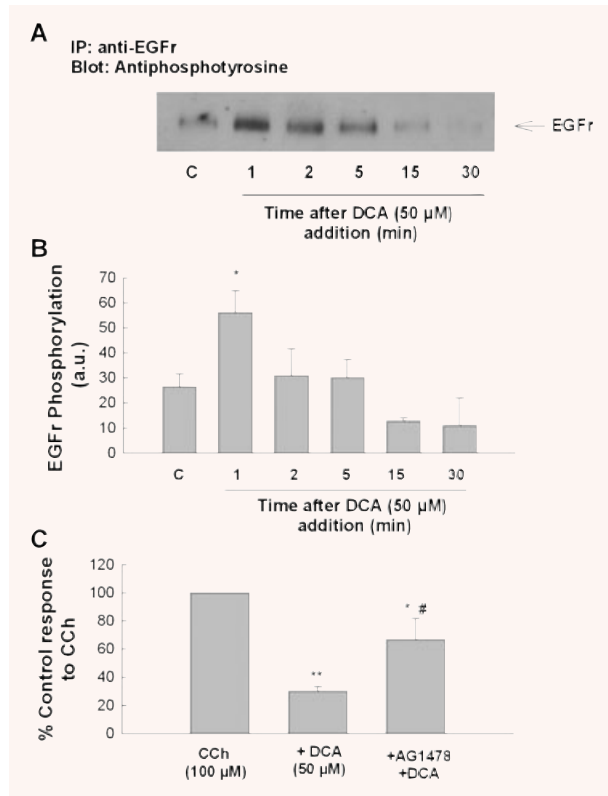 A
IP: anti-EGFr
Blot: Antiphosphotyrosine
EGFr
C 1 2 5 15 30
Time after DCA (50 µM)
addition (min)
B
EGFr Phosphorylation
(a.u.)
70
60
50
40
30
20
10
0
*
C 1 2 5 15 30
Time after DCA (50 µM)
addition (min)
C
% Control response
to CCh
120
100
80
60
40
20
0
**
* #
CCh
(100 µM)
+ DCA
(50 µM)
+AG1478
+DCA